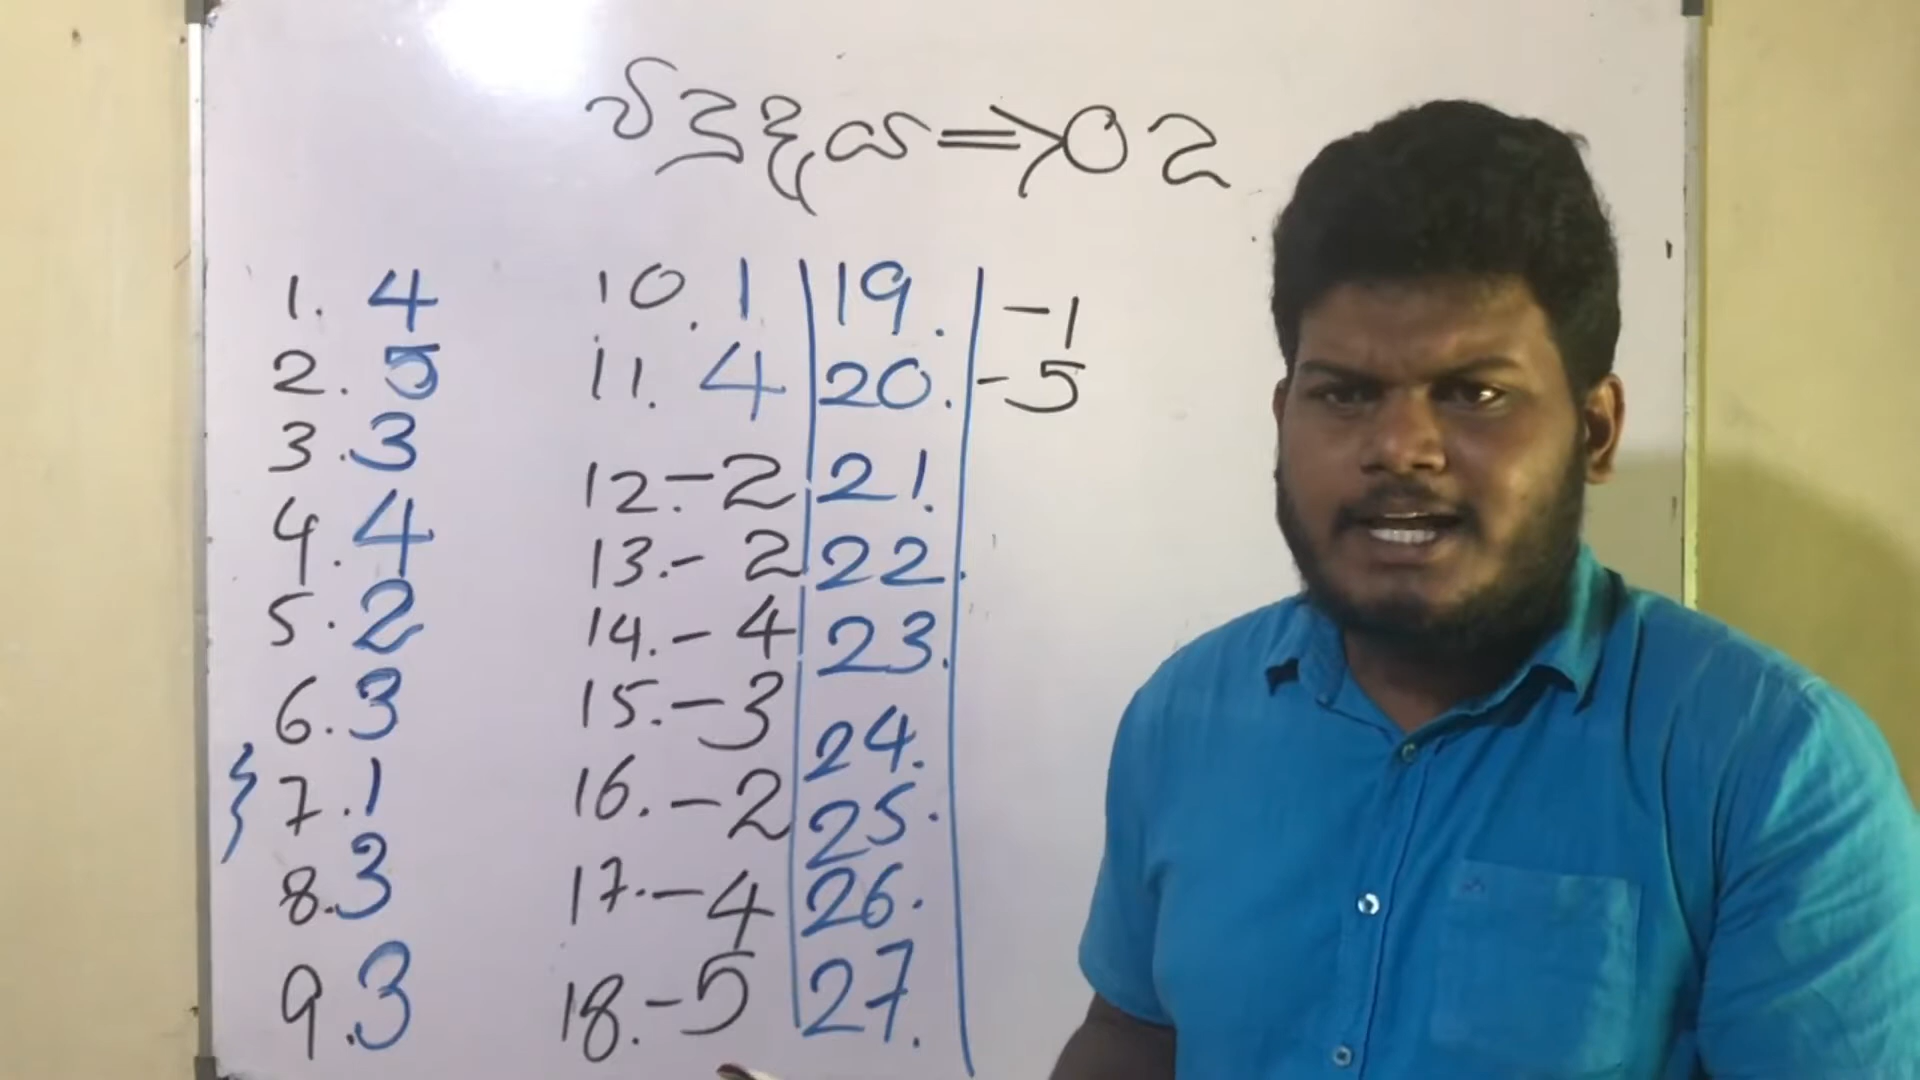 විද්‍යුදය => 02
1. 4
2. 5
3. 3
4. 4
5. 2
6. 3
7. 1
8. 3
9. 3
10. 1
11. 4
12. - 2
13. - 2
14. - 4
15. - 3
16. - 2
17. - 4
18. - 5
19. - 1
20. - 5
21.
22.
23.
24.
25.
26.
27.